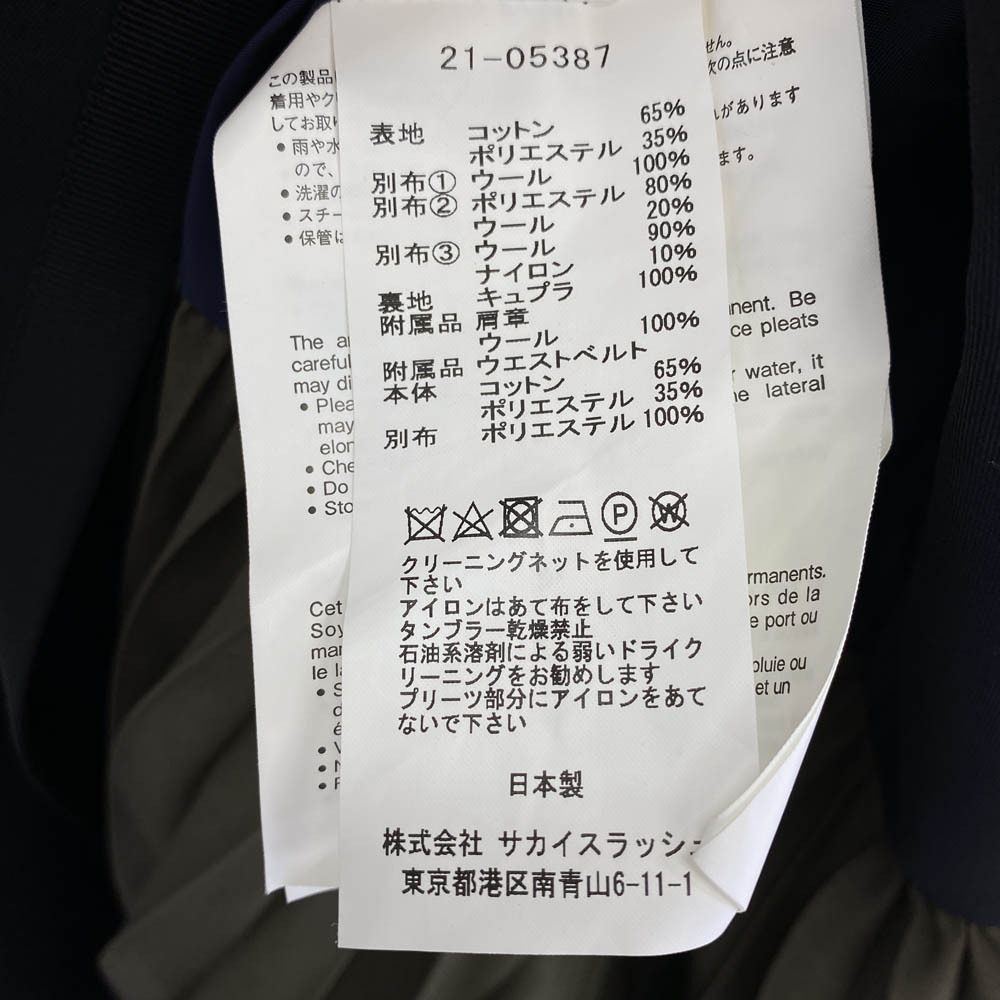 21-05387
65%
表地 コットン 35%
ポリエステル 100%
別布① ウール 80%
別布② ポリエステル 20%
ウール 90%
別布③ ウール 10%
ナイロン 100%
裏地 キュプラ
附属品 肩章 100%
ウール
附属品 ウエストベルト 65%
本体 コットン 35%
ポリエステル 100%
別布 ポリエステル
P
W
クリーニングネットを使用して
下さい
アイロンはあて布をして下さい
タンブラー乾燥禁止
石油系溶剤による弱いドライク
リーニングをお勧めします
プリーツ部分にアイロンをあて
ないで下さい
日本製
株式会社 サカイスラッシュ
東京都港区南青山6-11-1
この製品
着用やク
してお取り
● 雨や水
ので、
● 洗濯の
● スチー
● 保管は
The
careful
may
● Plea
may
● Che
● Do
● Sto
Cet
le
せん。
次の点に注意
があります
ます。
Be
pleats
water, it
lateral
de la
port ou
pluie ou
et un